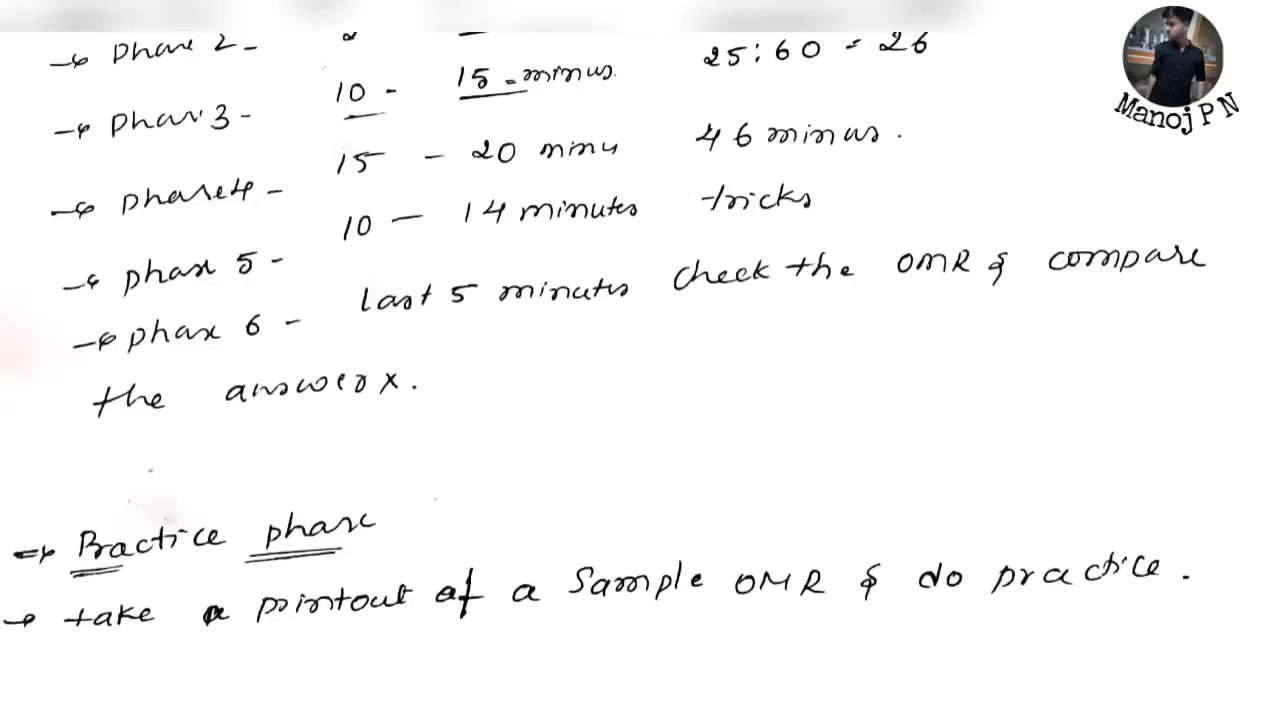 → Phase 2 -
25:60 = 26
→ Phase 3 - 10 - 15 - minus.
→ phase 4 - 15 - 20 minu 46 minus.
→ phase 5 - 10 - 14 minutes tricks
→ phase 6 - last 5 minutes check the OMR & compare
the answers x.
⇒ Practice phase
→ take a printout of a Sample OMR & do practice.
Manoj P N